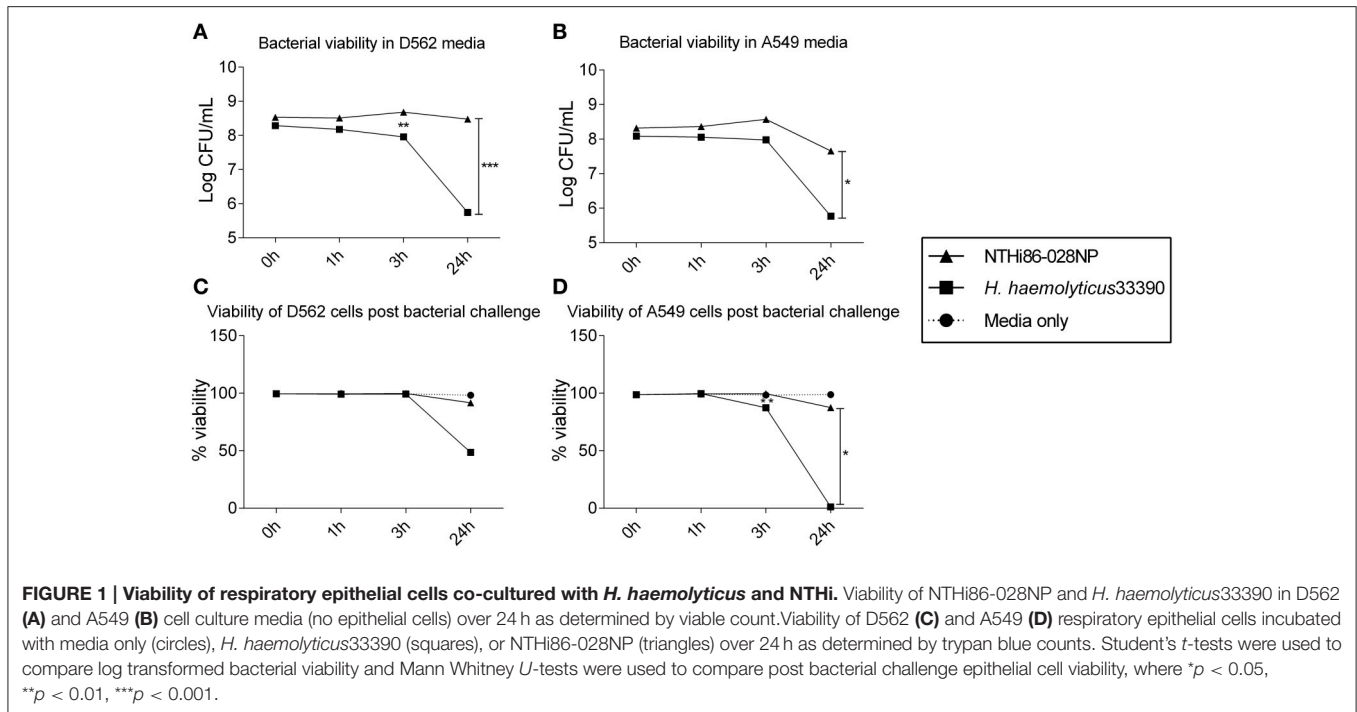 A
Bacterial viability in D562 media
Log CFU/mL
10
9
8
7
6
5
**
***
0h
1h
3h
24h
B
Bacterial viability in A549 media
Log CFU/mL
10
9
8
7
6
5
*
0h
1h
3h
24h
NTHi86-028NP
H. haemolyticus33390
Media only
C
Viability of D562 cells post bacterial challenge
% viability
150
100
50
0
0h
1h
3h
24h
D
Viability of A549 cells post bacterial challenge
% viability
150
100
50
0
**
*
0h
1h
3h
24h
FIGURE 1 | Viability of respiratory epithelial cells co-cultured with H. haemolyticus and NTHi. Viability of NTHi86-028NP and H. haemolyticus33390 in D562
(A) and A549 (B) cell culture media (no epithelial cells) over 24 h as determined by viable count.Viability of D562 (C) and A549 (D) respiratory epithelial cells incubated
with media only (circles), H. haemolyticus33390 (squares), or NTHi86-028NP (triangles) over 24 h as determined by trypan blue counts. Student's t-tests were used to
compare log transformed bacterial viability and Mann Whitney U-tests were used to compare post bacterial challenge epithelial cell viability, where *p < 0.05,
**p < 0.01, ***p < 0.001.